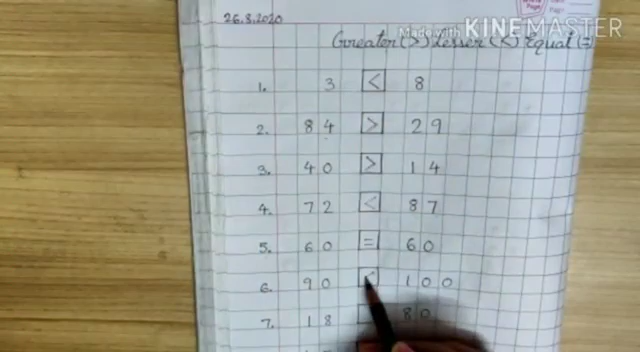 26.8.2020
Made with KINEMASTER
Greater (>) Lesser (<) Equal (=)
1. 3 < 8
2. 84 > 29
3. 40 > 14
4. 72 < 87
5. 60 = 60
6. 90 < 100
7. 18 80